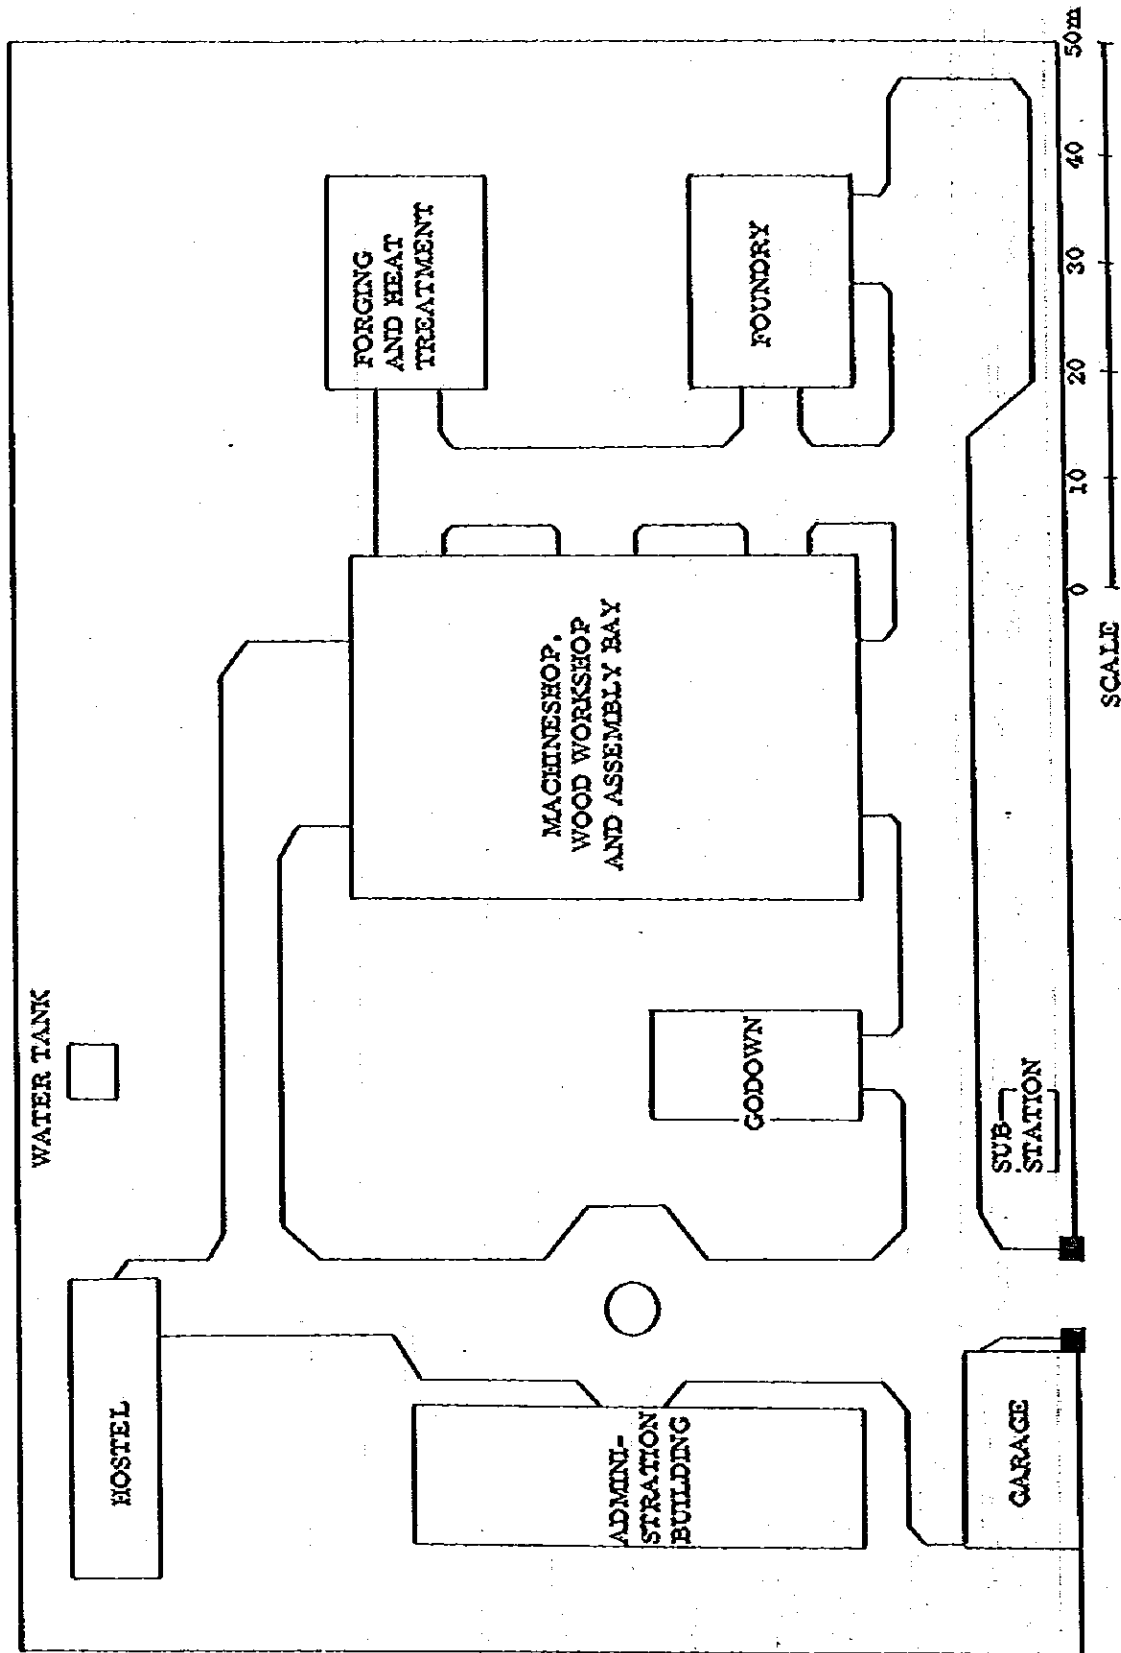 WATER TANK
HOSTEL
FORGING
AND HEAT
TREATMENT
MACHINESHOP,
WOOD WORKSHOP
AND ASSEMBLY BAY
ADMINI-
STRATION
BUILDING
GODOWN
FOUNDRY
SUB-
STATION
GARAGE
0 10 20 30 40 50m
SCALE